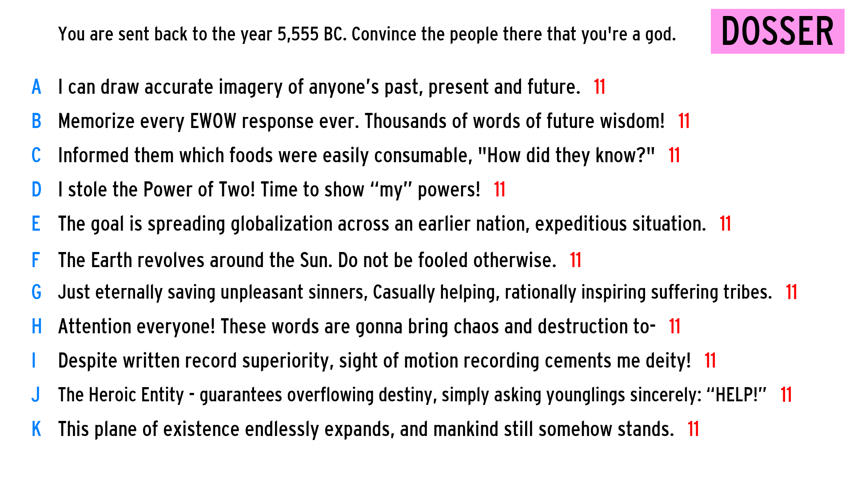 You are sent back to the year 5,555 BC. Convince the people there that you're a god.
DOSSER
A I can draw accurate imagery of anyone’s past, present and future. 11
B Memorize every EWOW response ever. Thousands of words of future wisdom! 11
C Informed them which foods were easily consumable, "How did they know?" 11
D I stole the Power of Two! Time to show “my” powers! 11
E The goal is spreading globalization across an earlier nation, expeditious situation. 11
F The Earth revolves around the Sun. Do not be fooled otherwise. 11
G Just eternally saving unpleasant sinners, Casually helping, rationally inspiring suffering tribes. 11
H Attention everyone! These words are gonna bring chaos and destruction to- 11
I Despite written record superiority, sight of motion recording cements me deity! 11
J The Heroic Entity - guarantees overflowing destiny, simply asking younglings sincerely: “HELP!” 11
K This plane of existence endlessly expands, and mankind still somehow stands. 11